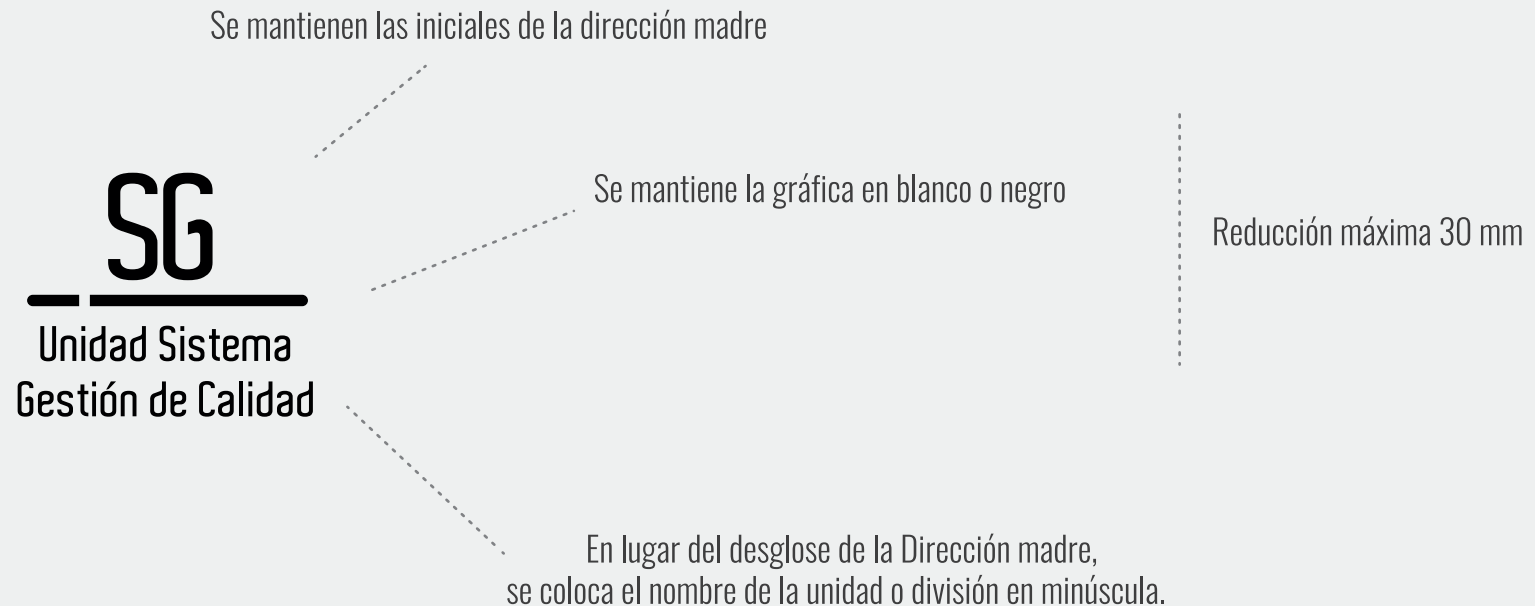 Se mantienen las iniciales de la dirección madre
Se mantiene la gráfica en blanco o negro
Reducción máxima 30 mm
SG
Unidad Sistema
Gestión de Calidad
En lugar del desglose de la Dirección madre,
se coloca el nombre de la unidad o división en minúscula.